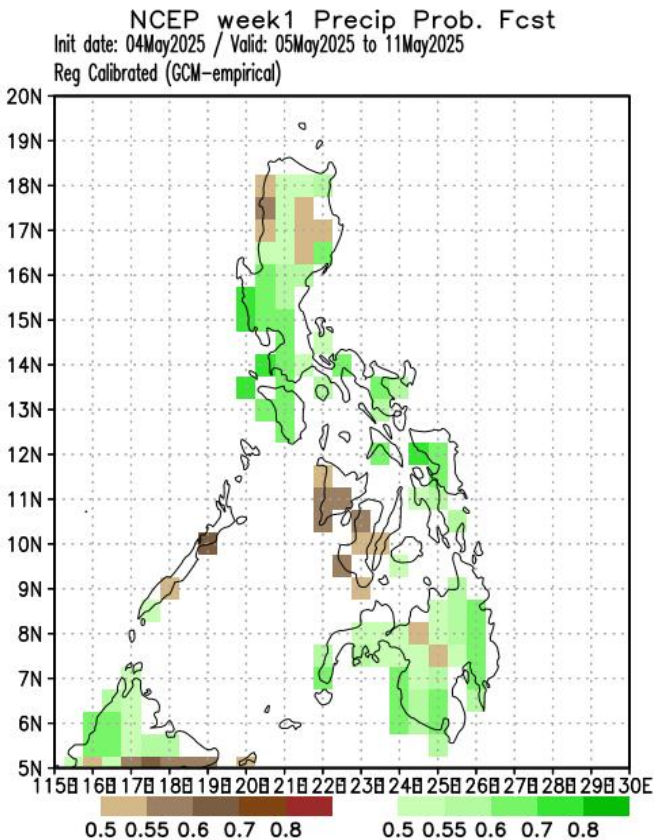 NCEP week1 Precip Prob. Fcst
Init date: 04May2025 / Valid: 05May2025 to 11May2025
Reg Calibrated (GCM-empirical)
20N
19N
18N
17N
16N
15N
14N
13N
12N
11N
10N
9N
8N
7N
6N
5N
115E 116E 117E 118E 119E 120E 121E 122E 123E 124E 125E 126E 127E 128E 129E 130E
0.5 0.55 0.6 0.7 0.8 0.5 0.55 0.6 0.7 0.8